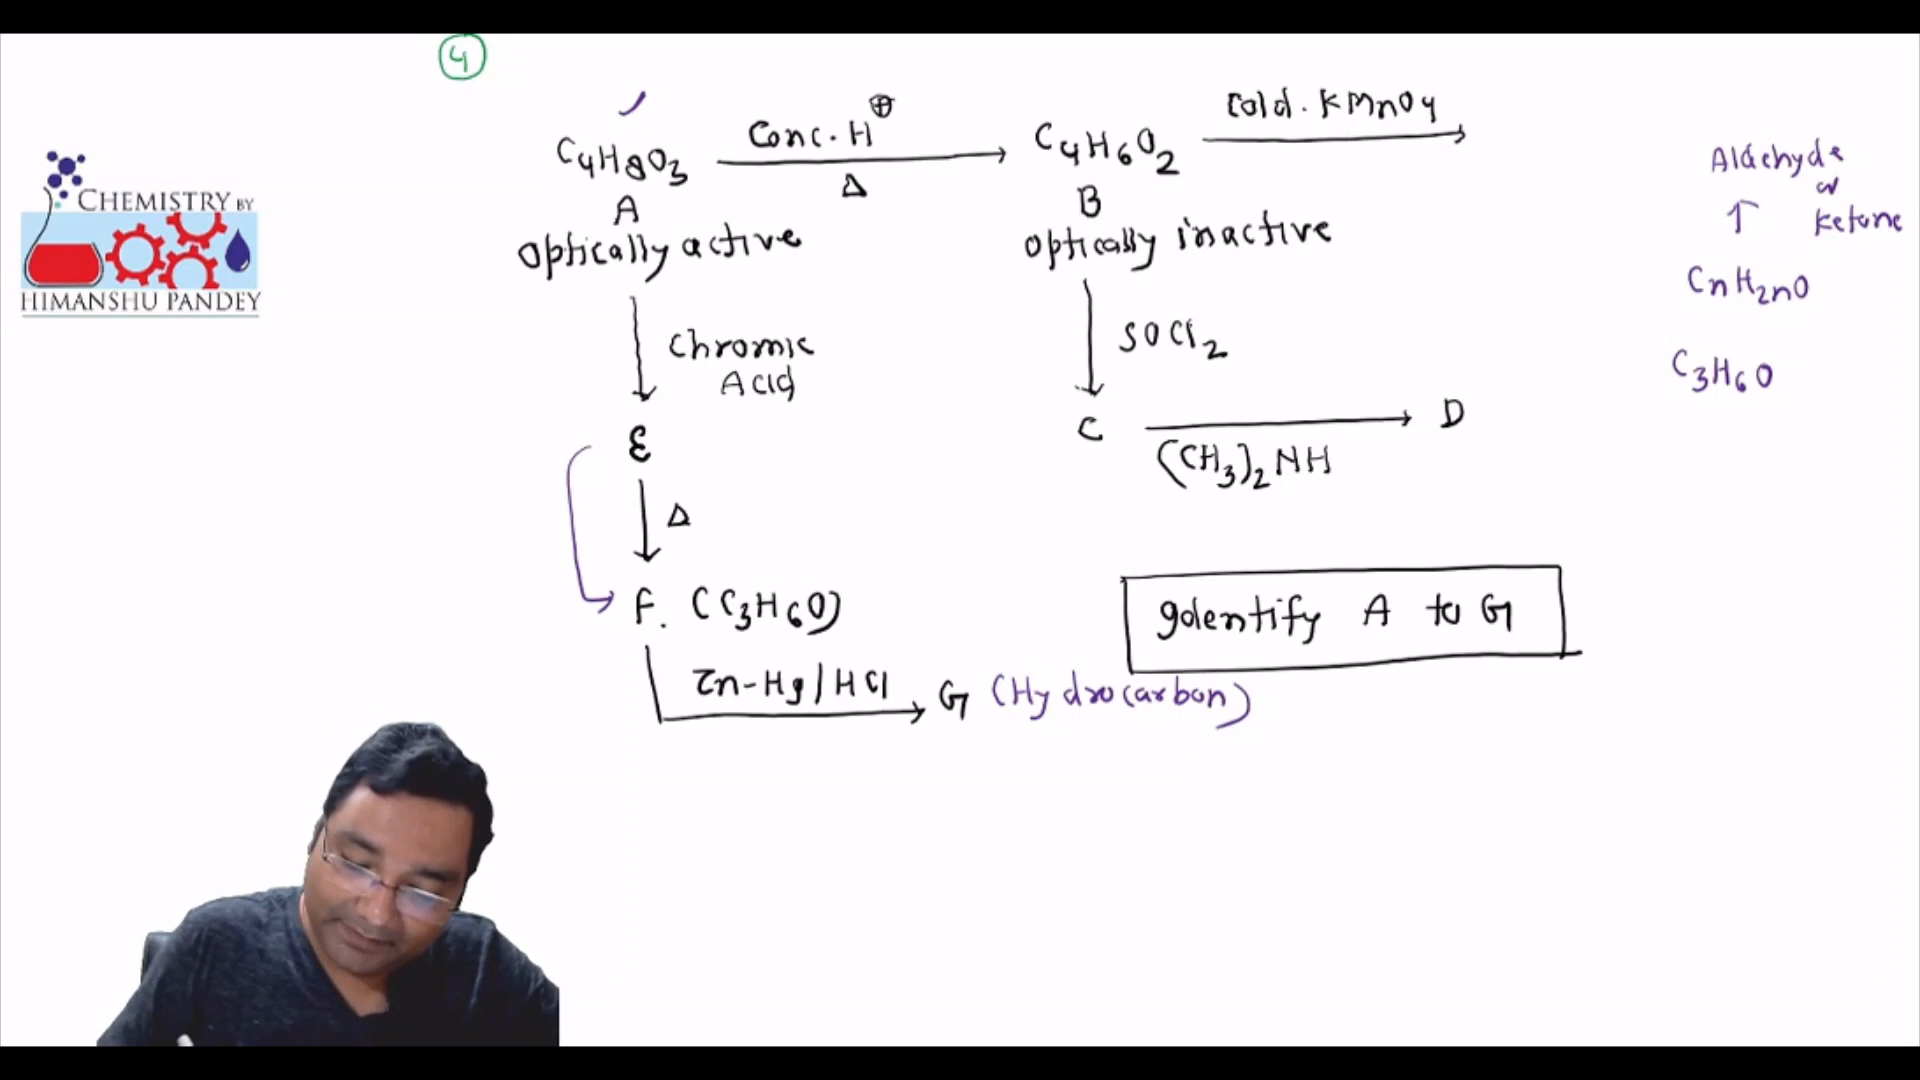 4
C4H8O3 Conc. H⊕ Δ C4H6O2 Cold. KMnO4
A B
Optically active Optically inactive
Chromic Acid
SOCl2
E C (CH3)2NH D
Δ
F. (C3H6O)
Zn-Hg/HCl G (Hydrocarbon)
Identify A to G
Aldehyde
or
Ketone
CnH2nO
C3H6O
CHEMISTRY BY
HIMANSHU PANDEY